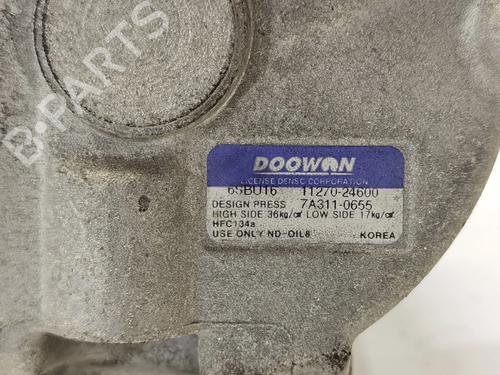 B-PARTS
DOOWON
LICENSE DENSO CORPORATION
6SBU16 11270-24600
DESIGN PRESS 7A311-0655
HIGH SIDE 36kg/㎠ LOW SIDE 17kg/㎠
HFC134a
USE ONLY ND-OIL8 KOREA